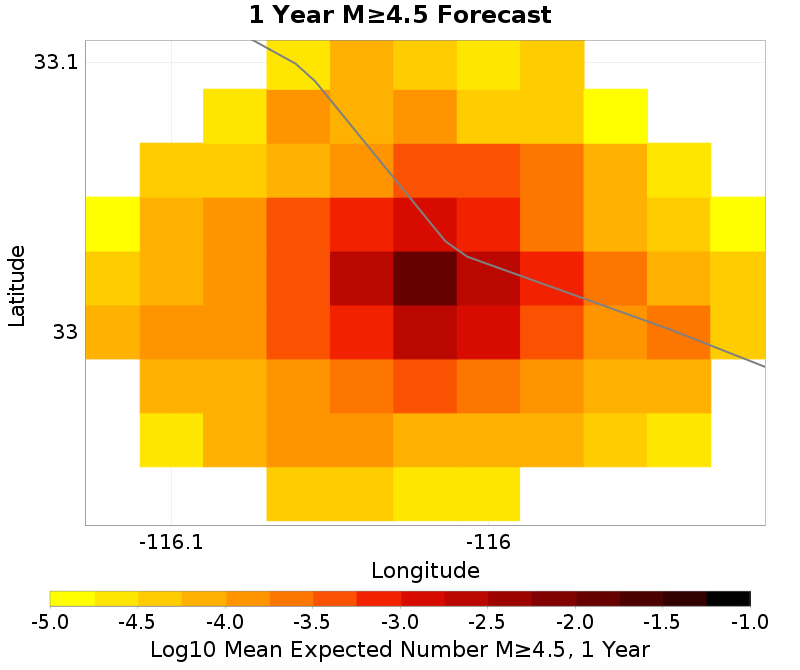 1 Year M≥4.5 Forecast
33.1
33
Latitude
-116.1 -116
Longitude
-5.0 -4.5 -4.0 -3.5 -3.0 -2.5 -2.0 -1.5 -1.0
Log10 Mean Expected Number M≥4.5, 1 Year